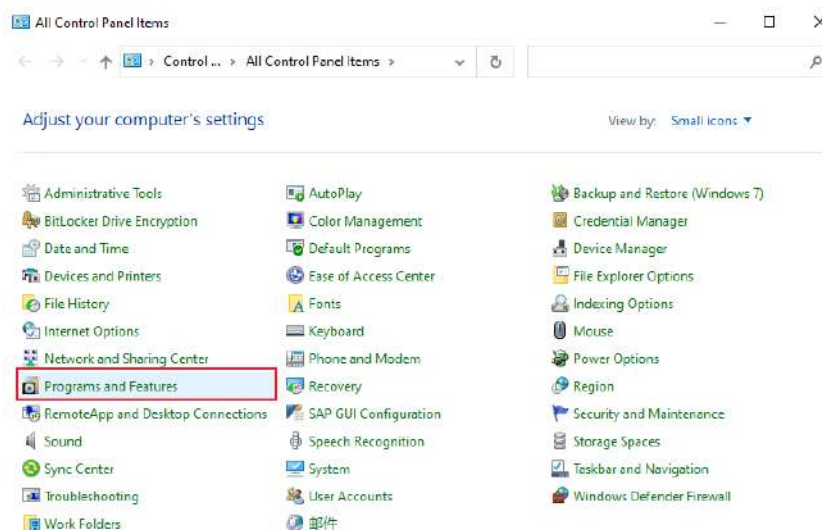 All Control Panel Items
Control ... › All Control Panel Items ›
Adjust your computer's settings
View by: Small icons
Administrative Tools
AutoPlay
Backup and Restore (Windows 7)
BitLocker Drive Encryption
Color Management
Credential Manager
Date and Time
Default Programs
Device Manager
Devices and Printers
Ease of Access Center
File Explorer Options
File History
Fonts
Indexing Options
Internet Options
Keyboard
Mouse
Network and Sharing Center
Phone and Modem
Power Options
Programs and Features
Recovery
Region
RemoteApp and Desktop Connections
SAP GUI Configuration
Security and Maintenance
Sound
Speech Recognition
Storage Spaces
Sync Center
System
Taskbar and Navigation
Troubleshooting
User Accounts
Windows Defender Firewall
Work Folders
邮件